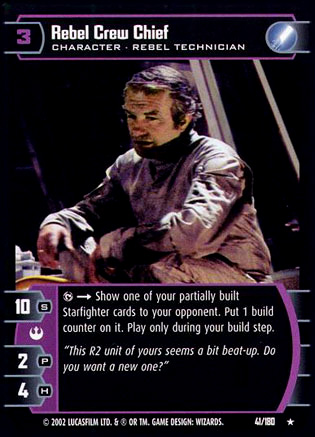 3 Rebel Crew Chief
CHARACTER - REBEL TECHNICIAN
10 S
Show one of your partially built
Starfighter cards to your opponent. Put 1 build
counter on it. Play only during your build step.
2 P
"This R2 unit of yours seems a bit beat-up. Do
you want a new one?"
4 H
© 2002 LUCASFILM LTD. & ® OR TM. GAME DESIGN: WIZARDS. 41/180